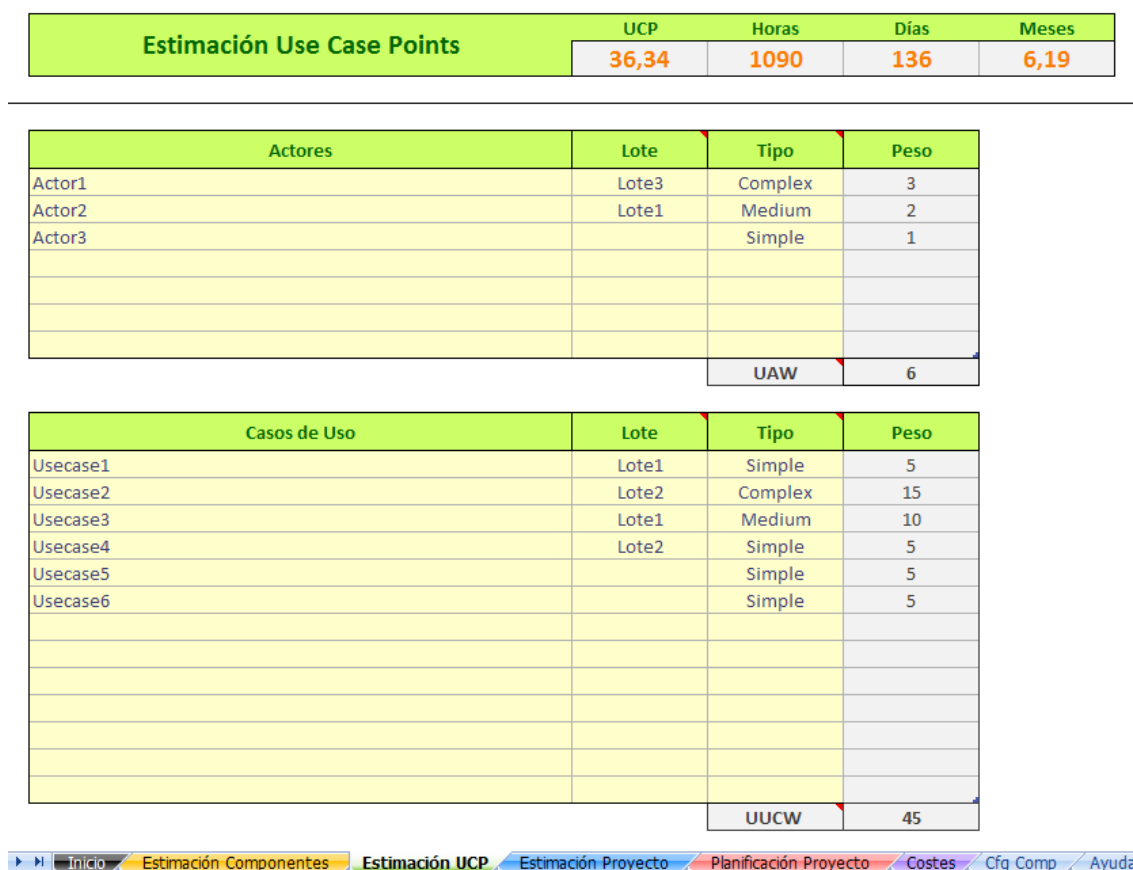 Estimación Use Case Points UCP Horas Días Meses
36,34 1090 136 6,19
Actores Lote Tipo Peso
Actor1 Lote3 Complex 3
Actor2 Lote1 Medium 2
Actor3 Simple 1
UAW 6
Casos de Uso Lote Tipo Peso
Usecase1 Lote1 Simple 5
Usecase2 Lote2 Complex 15
Usecase3 Lote1 Medium 10
Usecase4 Lote2 Simple 5
Usecase5 Simple 5
Usecase6 Simple 5
UUCW 45
Inicio Estimación Componentes Estimación UCP Estimación Proyecto Planificación Proyecto Costes Cfg Comp Ayuda